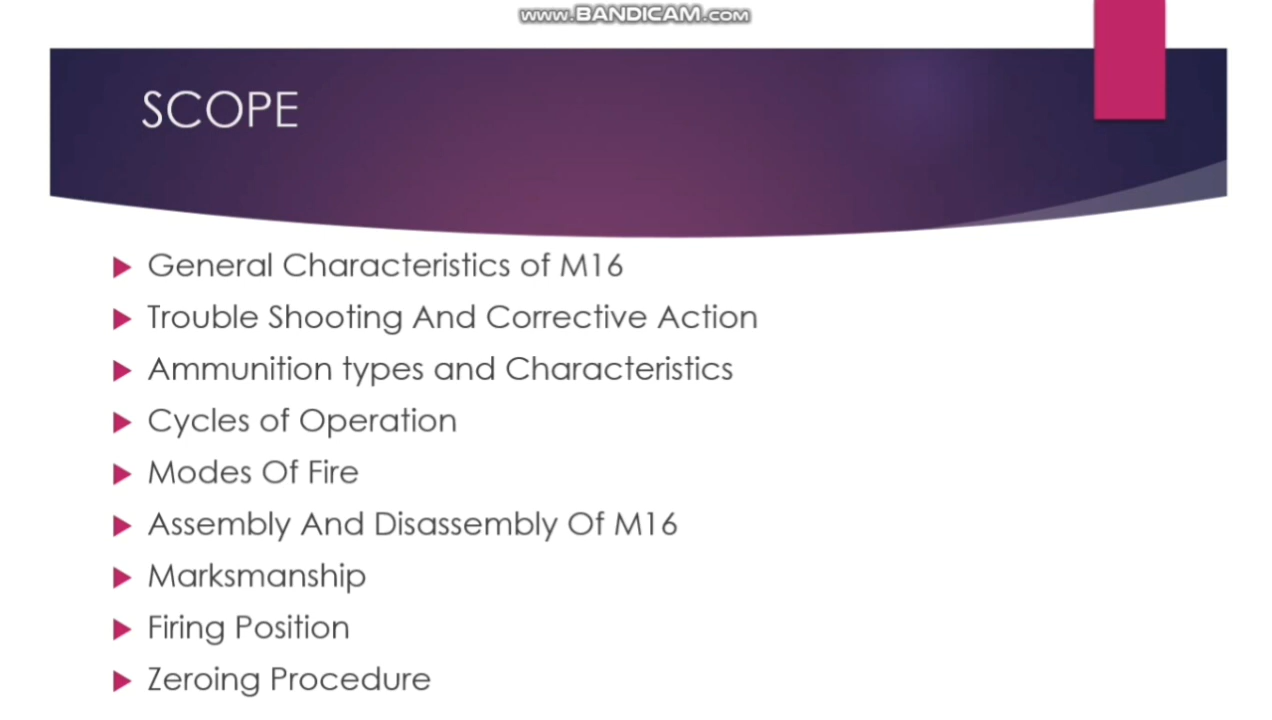 www.BANDICAM.com
SCOPE
General Characteristics of M16
Trouble Shooting And Corrective Action
Ammunition types and Characteristics
Cycles of Operation
Modes Of Fire
Assembly And Disassembly Of M16
Marksmanship
Firing Position
Zeroing Procedure